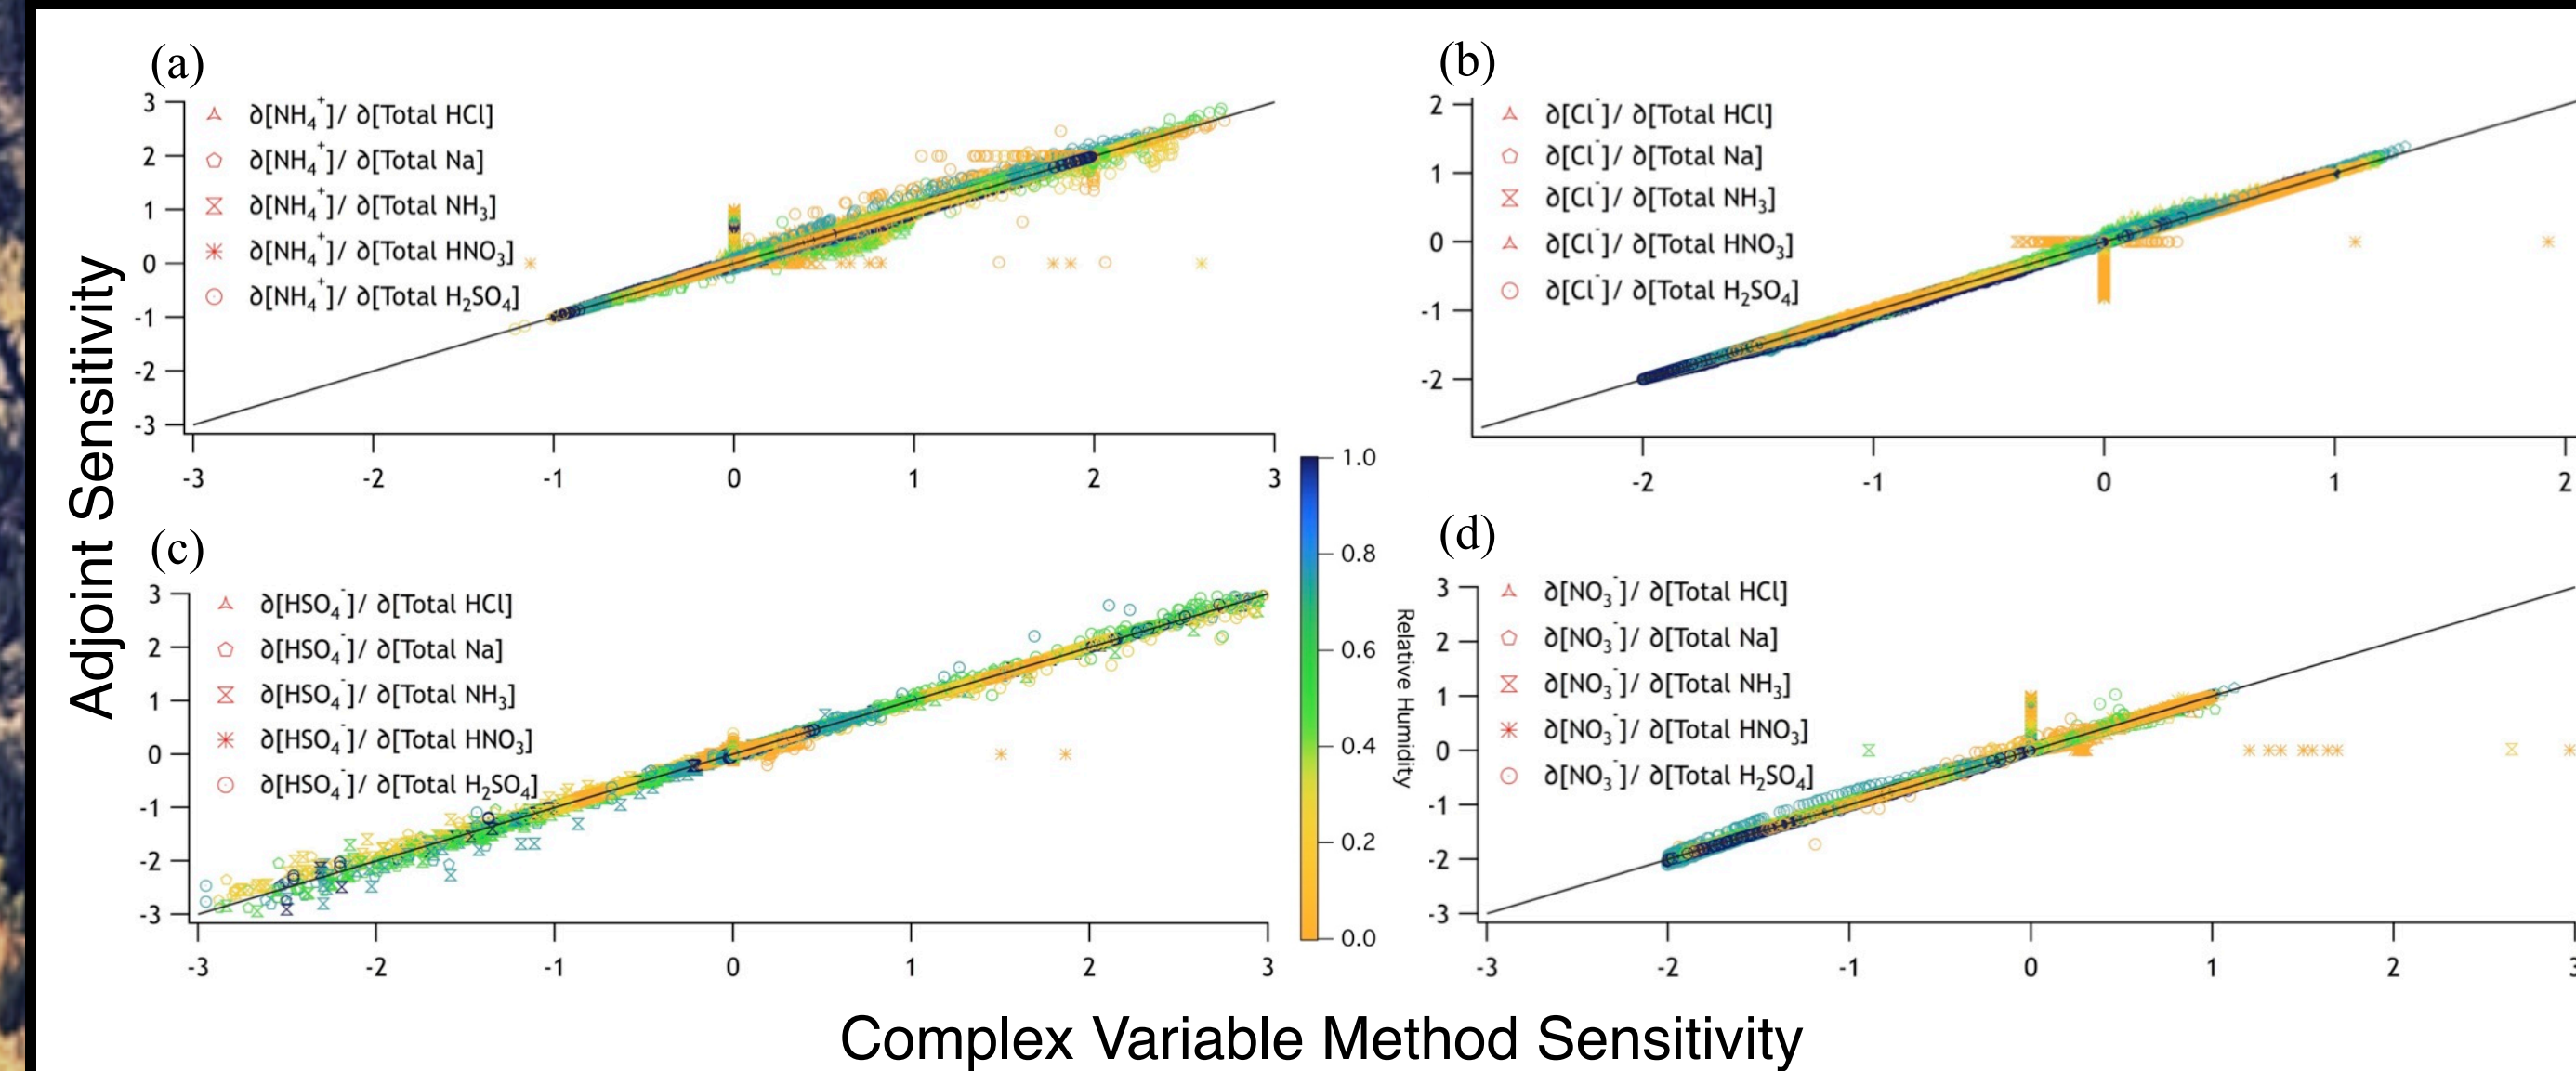 (a)
3
2
1
0
-1
-2
-3
∂[NH₄⁺]/ ∂[Total HCl]
∂[NH₄⁺]/ ∂[Total Na]
∂[NH₄⁺]/ ∂[Total NH₃]
∂[NH₄⁺]/ ∂[Total HNO₃]
∂[NH₄⁺]/ ∂[Total H₂SO₄]
-3 -2 -1 0 1 2 3
(b)
2
1
0
-1
-2
∂[Cl⁻]/ ∂[Total HCl]
∂[Cl⁻]/ ∂[Total Na]
∂[Cl⁻]/ ∂[Total NH₃]
∂[Cl⁻]/ ∂[Total HNO₃]
∂[Cl⁻]/ ∂[Total H₂SO₄]
-2 -1 0 1 2
Adjoint Sensitivity
1.0
0.8
0.6
0.4
0.2
0.0
Relative Humidity
(c)
3
2
1
0
-1
-2
-3
∂[HSO₄⁻]/ ∂[Total HCl]
∂[HSO₄⁻]/ ∂[Total Na]
∂[HSO₄⁻]/ ∂[Total NH₃]
∂[HSO₄⁻]/ ∂[Total HNO₃]
∂[HSO₄⁻]/ ∂[Total H₂SO₄]
-3 -2 -1 0 1 2 3
(d)
3
2
1
0
-1
-2
-3
∂[NO₃⁻]/ ∂[Total HCl]
∂[NO₃⁻]/ ∂[Total Na]
∂[NO₃⁻]/ ∂[Total NH₃]
∂[NO₃⁻]/ ∂[Total HNO₃]
∂[NO₃⁻]/ ∂[Total H₂SO₄]
-3 -2 -1 0 1 2 3
Complex Variable Method Sensitivity